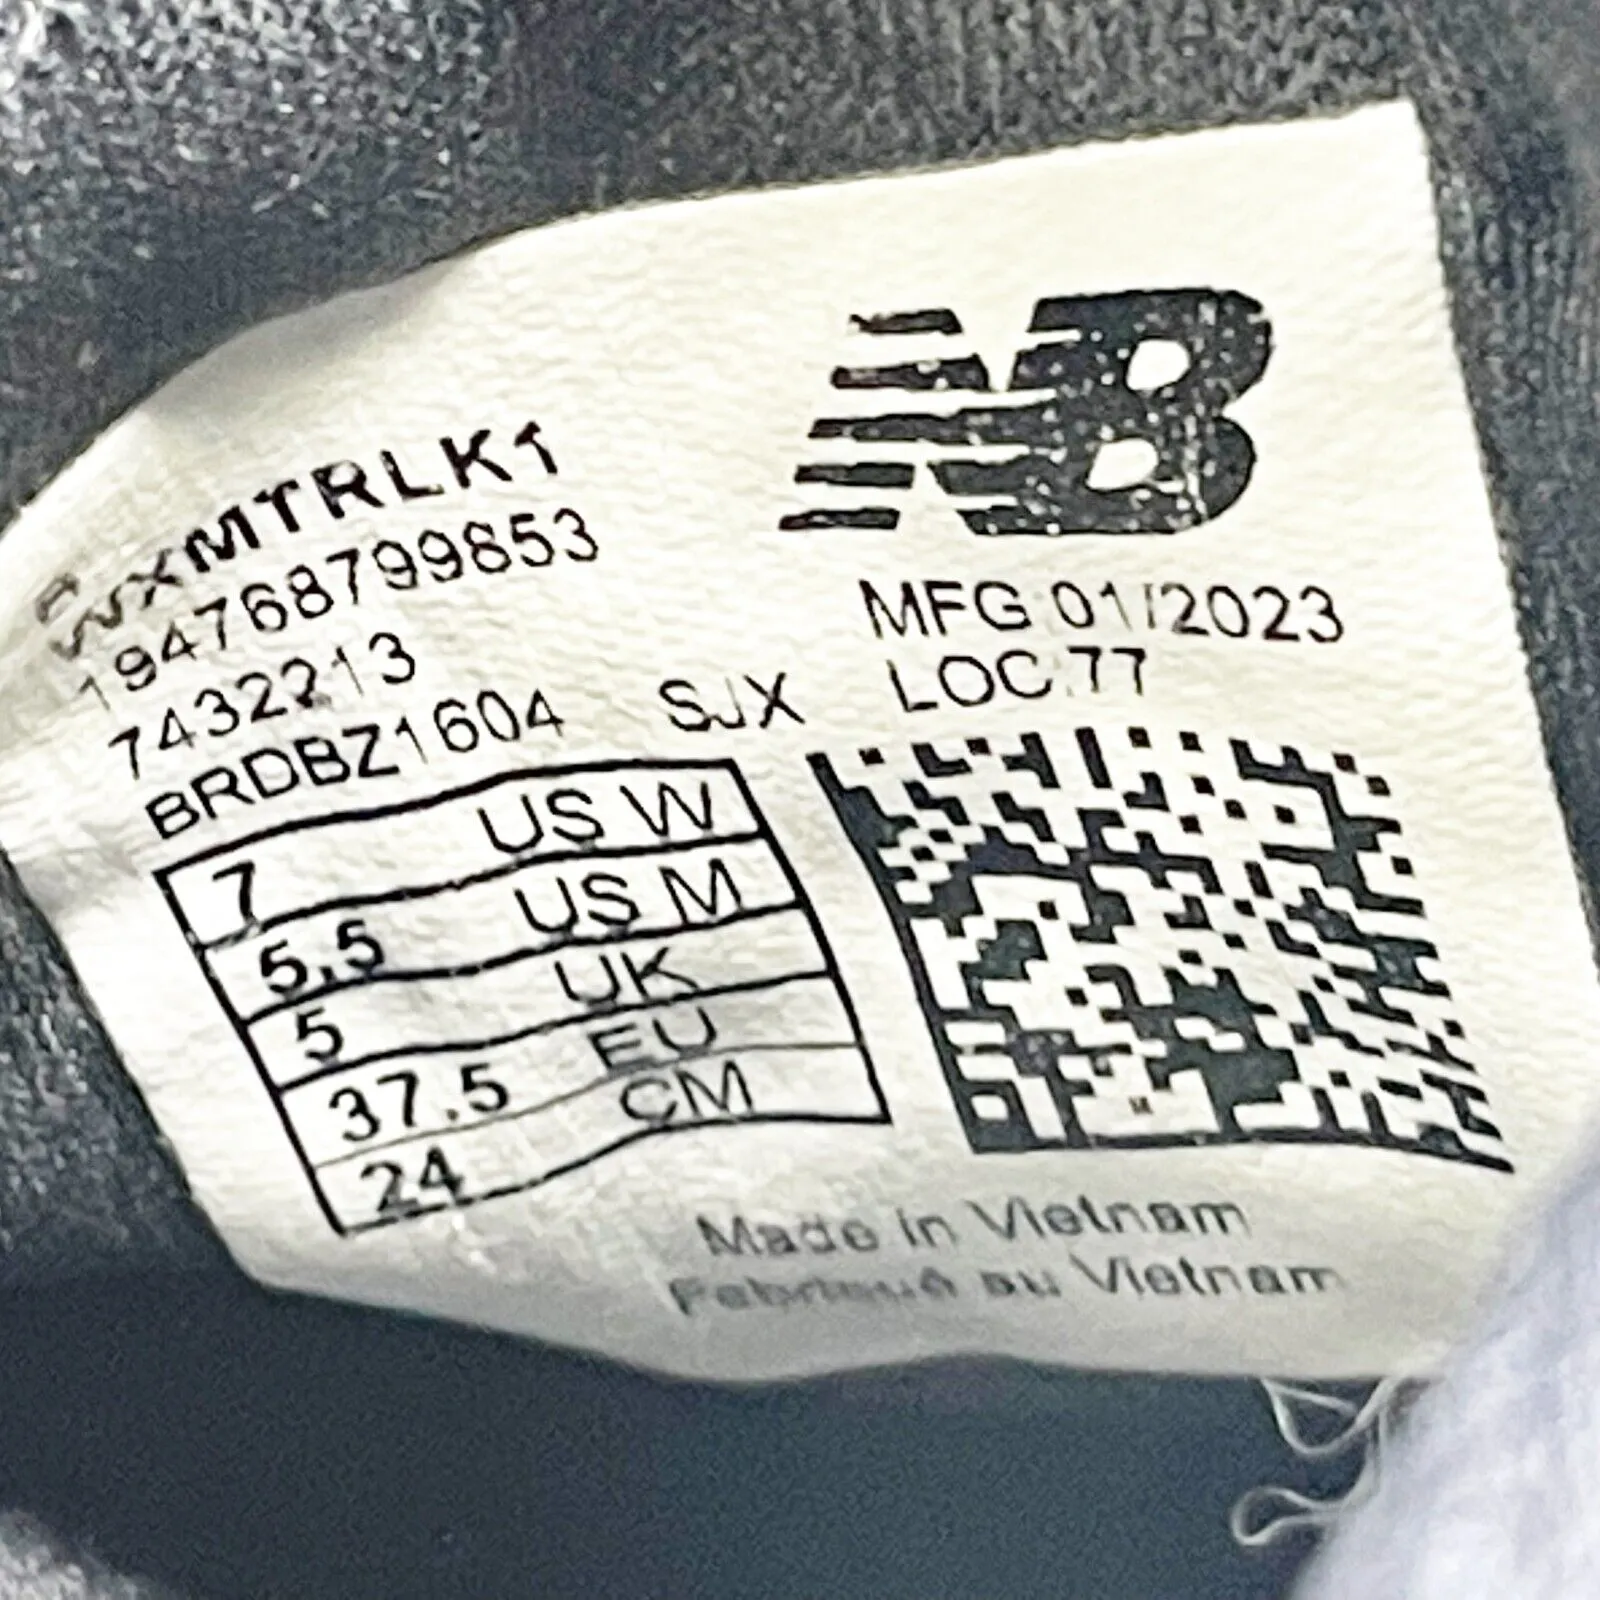 NB
WXMTRLK1
194768799853
7432213
BRDBZ1604 SJX
MFG 01/2023
LOC:77
7 US W
5.5 US M
5 UK
37.5 EU
24 CM
Made in Vietnam
Fabriqué au Vietnam